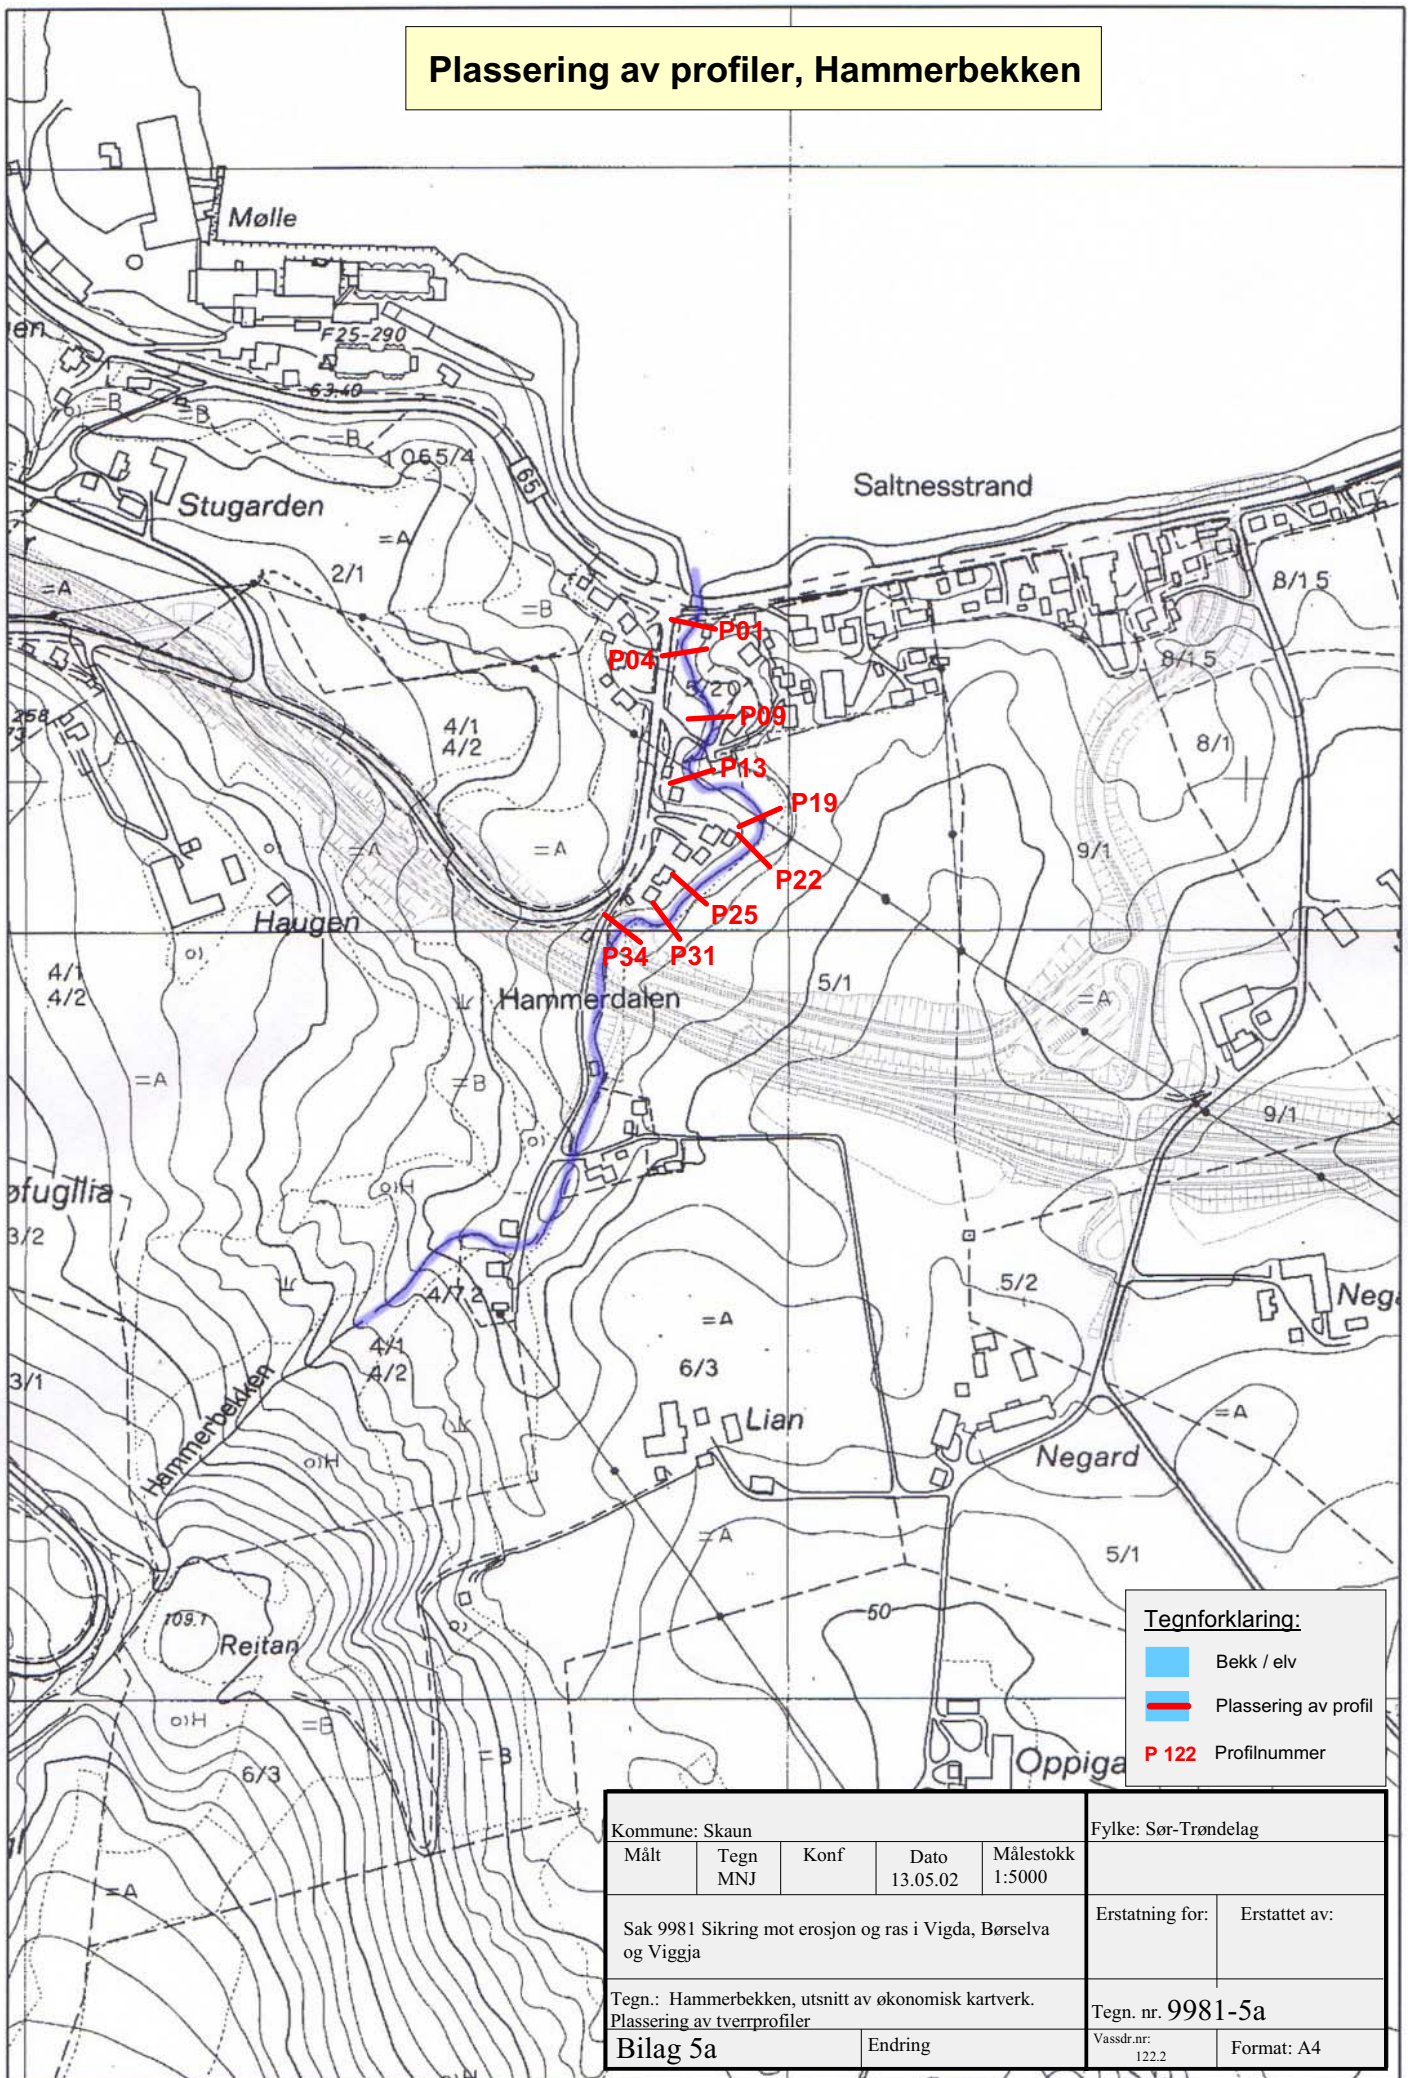 Plassering av profiler, Hammerbekken
Mølle
F25-290
63.40
=B
=B
=B
1065/4
65
Saltnesstrand
Stugarden
=A
2/1
=A
=B
8/15
P01
P04
8/15
5/20
P09
258
4/1
4/2
8/1
P13
P19
=A
=A
9/1
P22
P25
Haugen
P34
P31
4/1
4/2
Hammerdalen
5/1
=A
=A
=B
9/1
3/2
5/2
4/72
=A
4/1
4/2
6/3
3/1
Hammerbekken
Lian
=A
Negard
=A
5/1
50
109.1
Reitan
=B
=B
6/3
Oppiga
=A
Tegnforklaring:
Bekk / elv
Plassering av profil
P 122 Profilnummer
Kommune: Skaun
Fylke: Sør-Trøndelag
Målt Tegn Konf Dato Målestokk
MNJ 13.05.02 1:5000
Sak 9981 Sikring mot erosjon og ras i Vigda, Børselva
og Viggja
Erstatning for: Erstattet av:
Tegn.: Hammerbekken, utsnitt av økonomisk kartverk.
Plassering av tverrprofiler
Tegn. nr. 9981-5a
Bilag 5a Endring
Vassdr.nr:
122.2
Format: A4